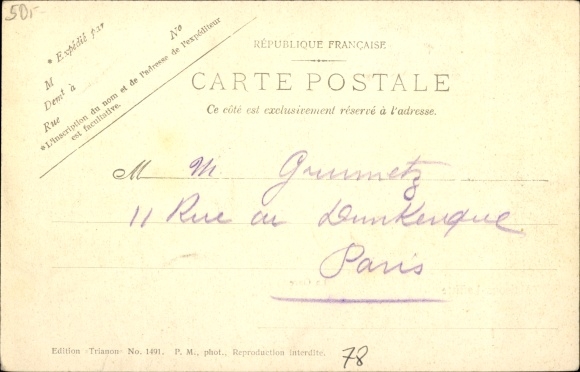 50,-
* Expédié par
M No
Demt à
Rue
*L'inscription du nom et de l'adresse de l'expéditeur
est facultative.
RÉPUBLIQUE FRANÇAISE
CARTE POSTALE
Ce côté est exclusivement réservé à l'adresse.
M M. Grumetz
11 Rue de Dunkerque
Paris
Edition «Trianon» No. 1491. P. M., phot., Reproduction interdite.
78